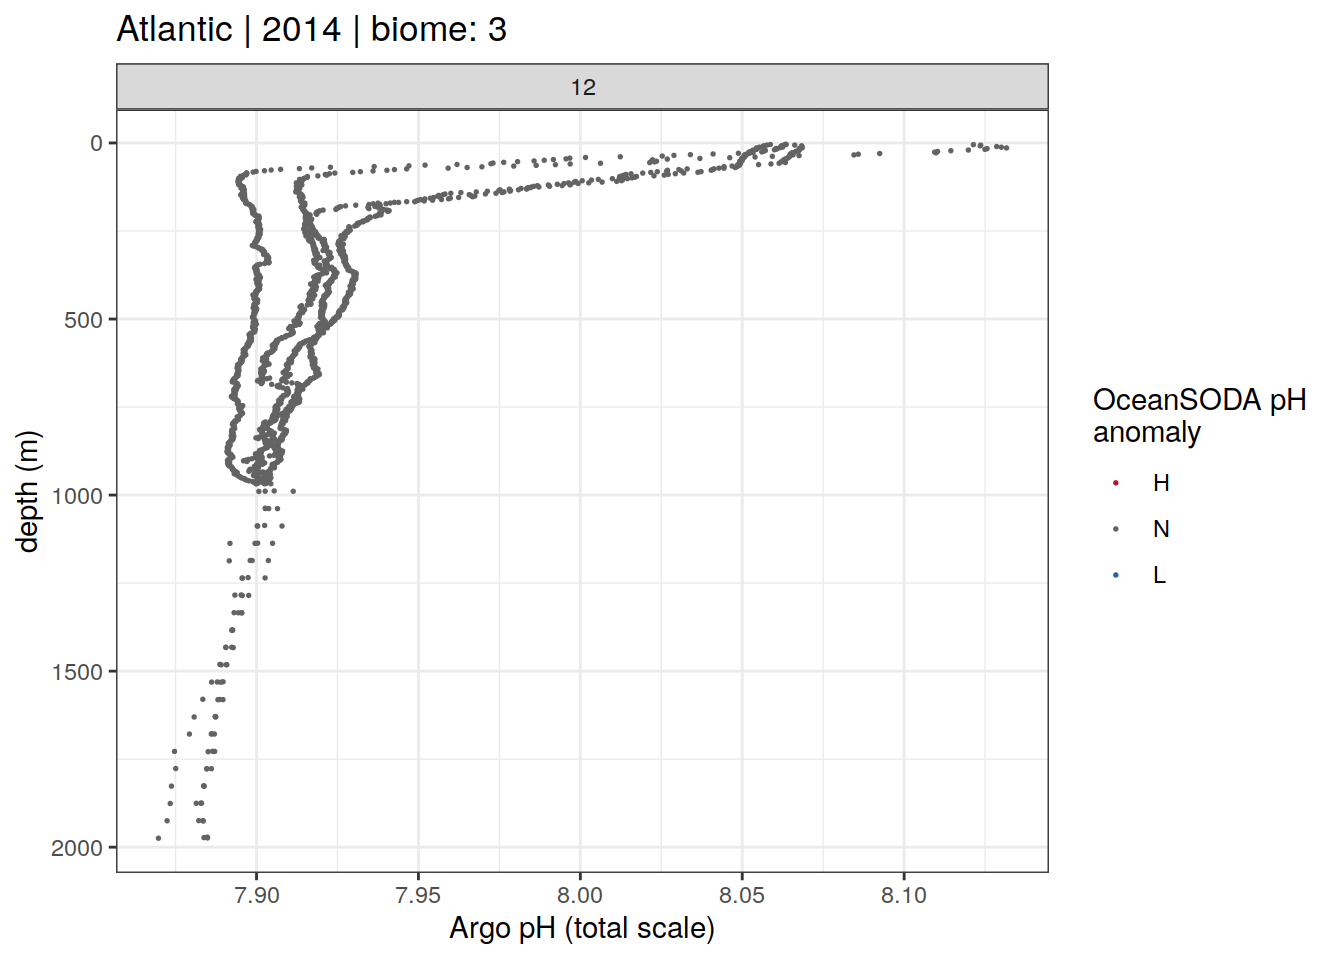 Atlantic | 2014 | biome: 3
12
0
500
1000
1500
2000
depth (m)
7.90 7.95 8.00 8.05 8.10
Argo pH (total scale)
OceanSODA pH
anomaly
H
N
L